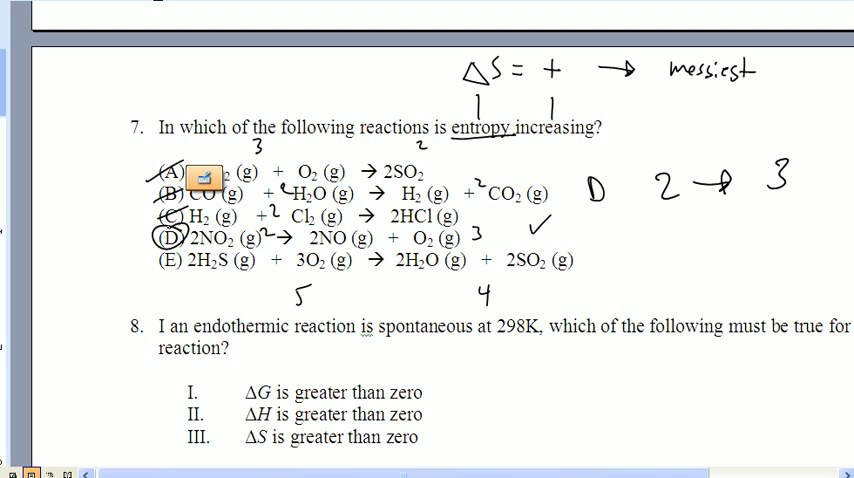 ΔS = + → messiest
7. In which of the following reactions is entropy increasing?
3 2
(A) ₂ (g) + O₂ (g) → 2SO₂
(B) CO (g) + H₂O (g) → H₂ (g) + CO₂ (g) 2 D 2 → 3
(C) H₂ (g) + Cl₂ (g) → 2HCl (g) 2
(D) 2NO₂ (g) → 2NO (g) + O₂ (g) 2 3 ✓
(E) 2H₂S (g) + 3O₂ (g) → 2H₂O (g) + 2SO₂ (g)
5 4
8. I an endothermic reaction is spontaneous at 298K, which of the following must be true for
reaction?
I. ΔG is greater than zero
II. ΔH is greater than zero
III. ΔS is greater than zero